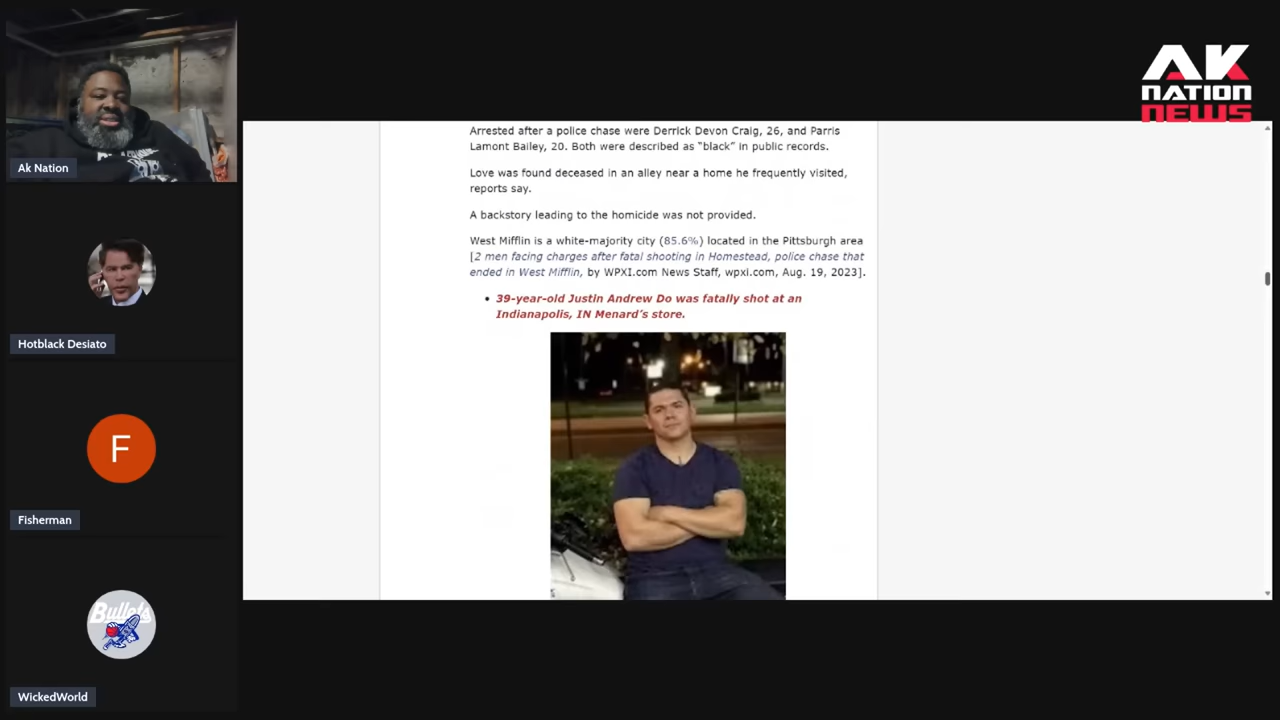 AK
NATION
NEWS
Ak Nation
Hotblack Desiato
F
Fisherman
Bullets
WickedWorld
Arrested after a police chase were Derrick Devon Craig, 26, and Parris
Lamont Bailey, 20. Both were described as “black” in public records.
Love was found deceased in an alley near a home he frequently visited,
reports say.
A backstory leading to the homicide was not provided.
West Mifflin is a white-majority city (85.6%) located in the Pittsburgh area
[2 men facing charges after fatal shooting in Homestead, police chase that
ended in West Mifflin, by WPXI.com News Staff, wpxi.com, Aug. 19, 2023].
• 39-year-old Justin Andrew Do was fatally shot at an
Indianapolis, IN Menard’s store.